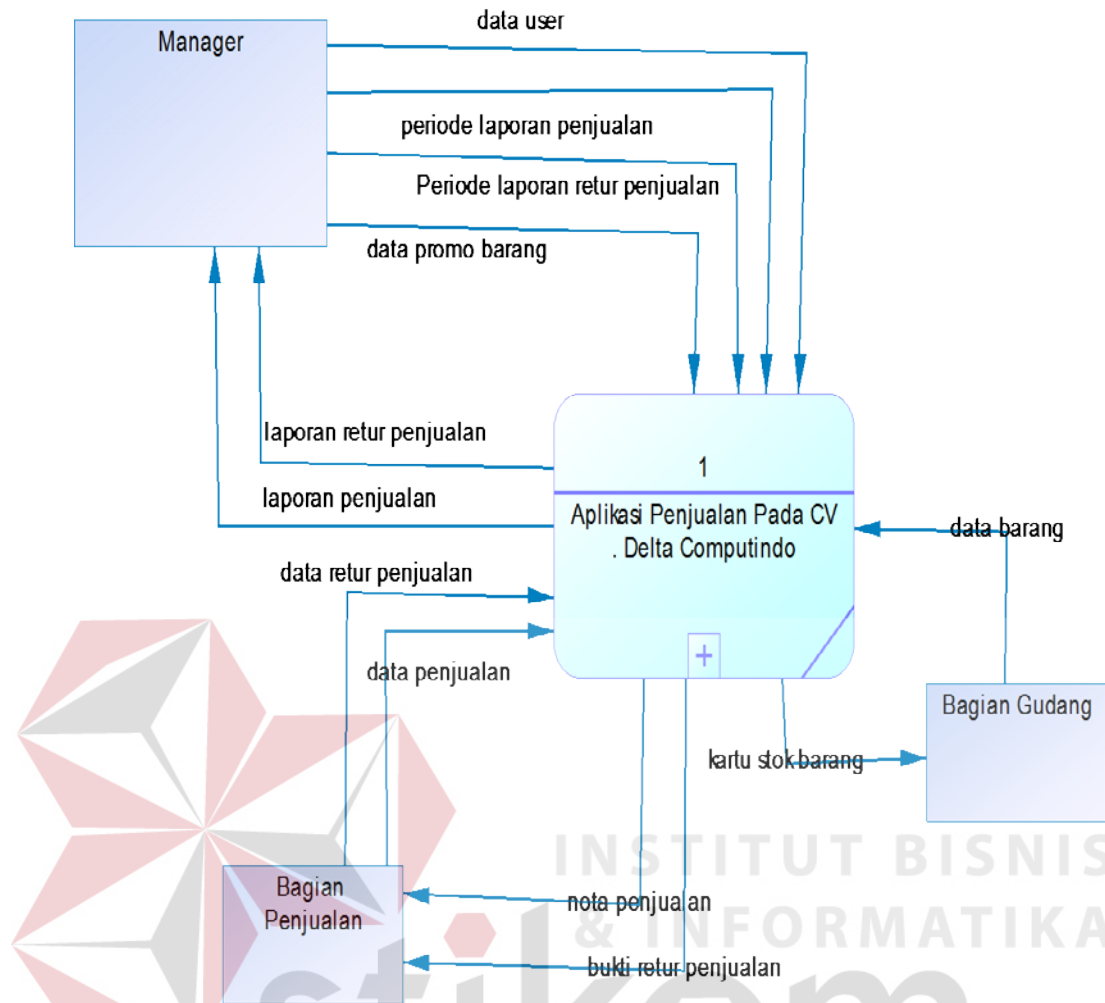 data user
Manager
periode laporan penjualan
Periode laporan retur penjualan
data promo barang
laporan retur penjualan
1
laporan penjualan
Aplikasi Penjualan Pada CV
. Delta Computindo
data barang
data retur penjualan
data penjualan
Bagian Gudang
kartu stok barang
INSTITUT BISNIS
Bagian
Penjualan
nota penjualan
& INFORMATIKA
bukti retur penjualan
stikom